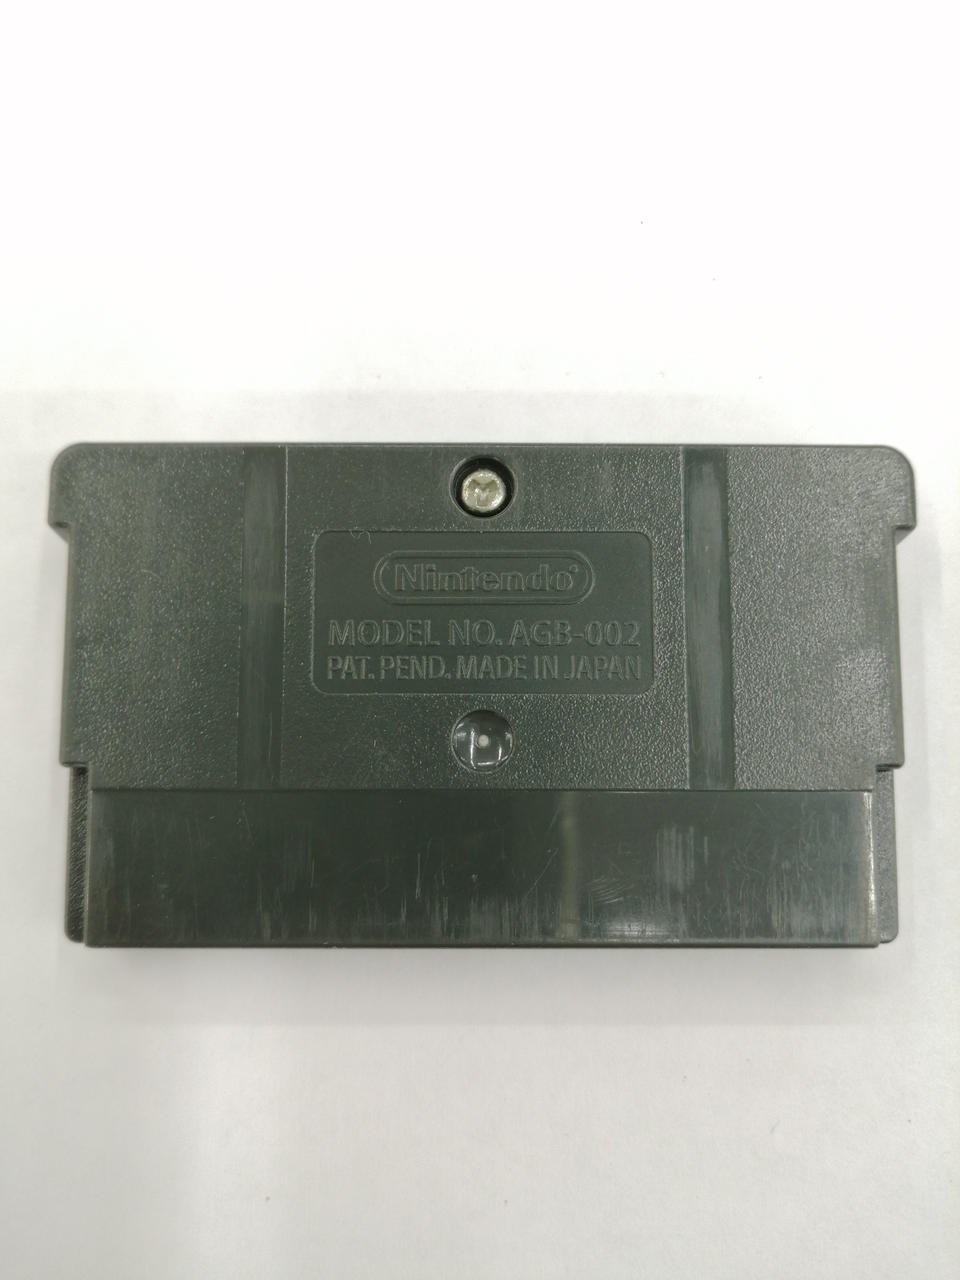 Nintendo®
MODEL NO. AGB-002
PAT. PEND. MADE IN JAPAN